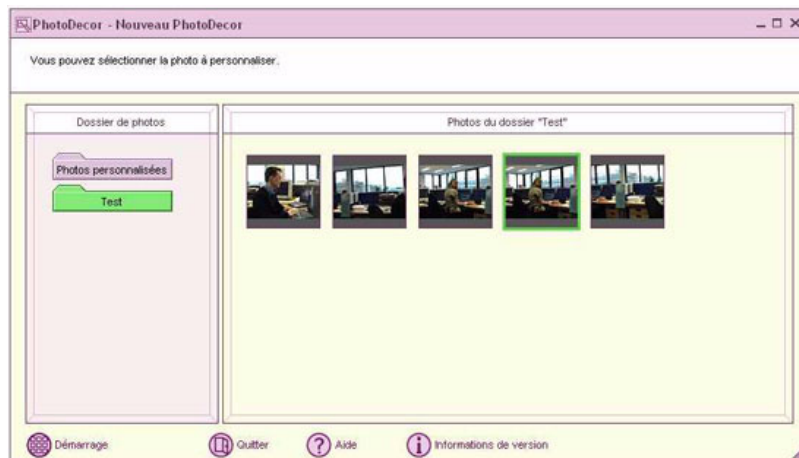 PhotoDecor - Nouveau PhotoDecor
Vous pouvez sélectionner la photo à personnaliser.
Dossier de photos
Photos du dossier "Test"
Photos personnalisées
Test
Démarrage
Quitter
Aide
Informations de version